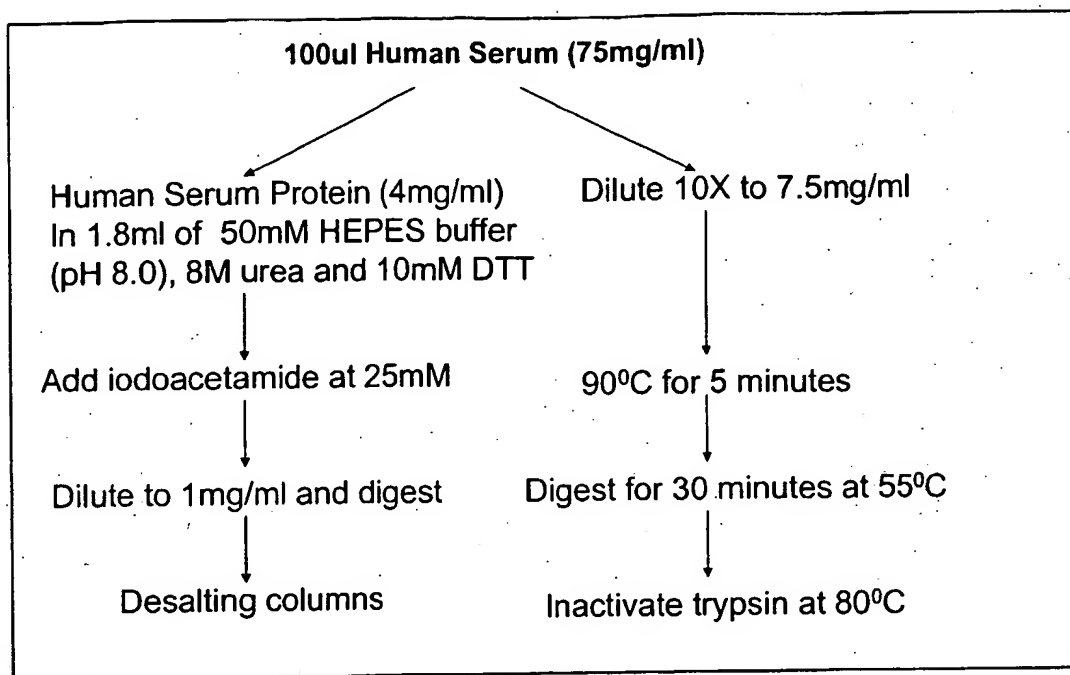 100ul Human Serum (75mg/ml)
Human Serum Protein (4mg/ml)
In 1.8ml of 50mM HEPES buffer
(pH 8.0), 8M urea and 10mM DTT
Add iodoacetamide at 25mM
Dilute to 1mg/ml and digest
Desalting columns
Dilute 10X to 7.5mg/ml
90⁰C for 5 minutes
Digest for 30 minutes at 55⁰C
Inactivate trypsin at 80⁰C